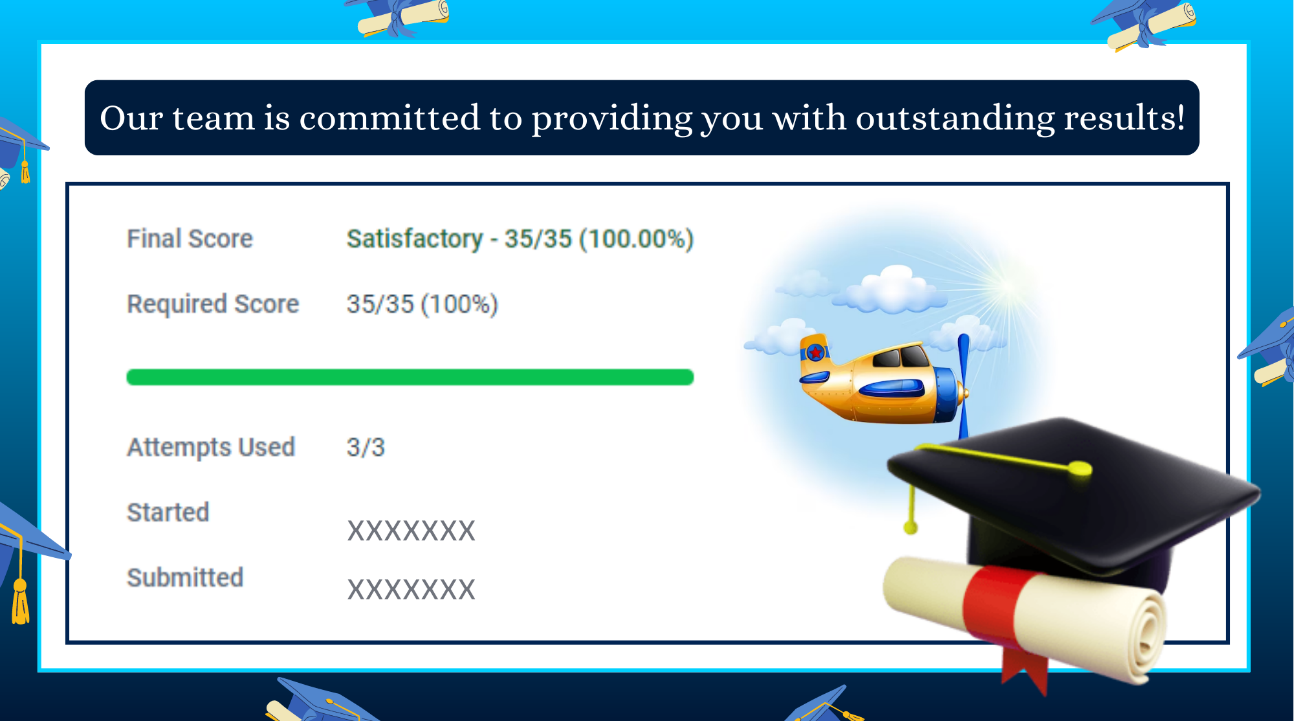 Our team is committed to providing you with outstanding results!
Final Score Satisfactory - 35/35 (100.00%)
Required Score 35/35 (100%)
Attempts Used 3/3
Started XXXXXXX
Submitted XXXXXXX